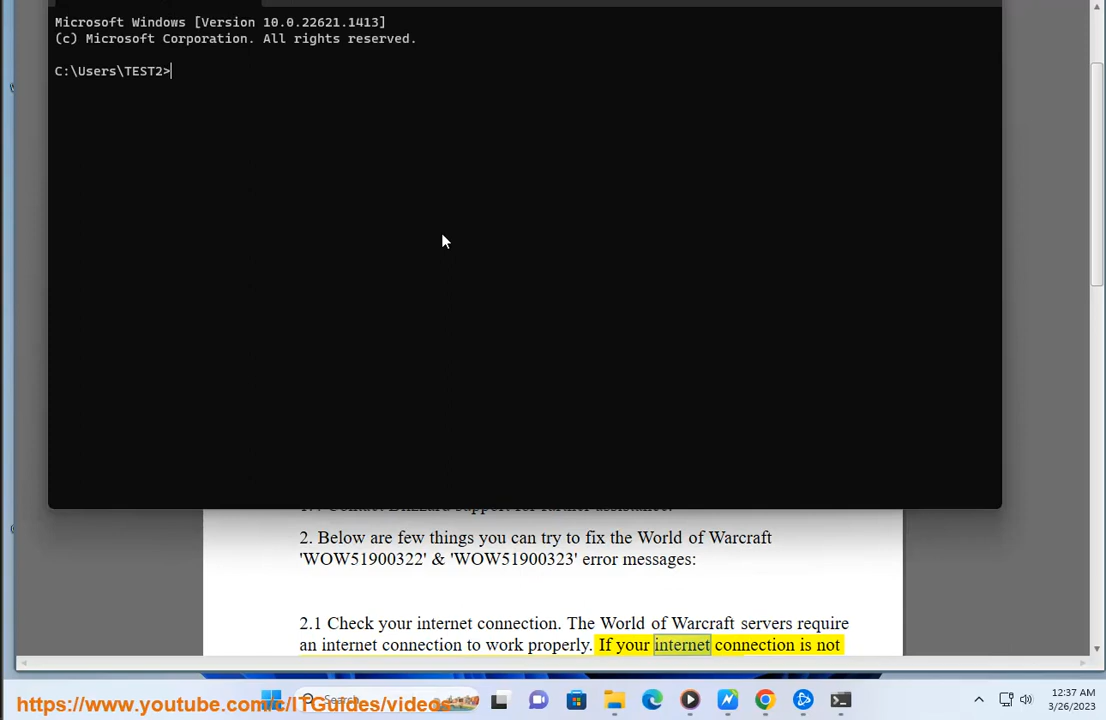 Microsoft Windows [Version 10.0.22621.1413]
(c) Microsoft Corporation. All rights reserved.
C:\Users\TEST2>
2. Below are few things you can try to fix the World of Warcraft
'WOW51900322' & 'WOW51900323' error messages:
2.1 Check your internet connection. The World of Warcraft servers require
an internet connection to work properly. If your internet connection is not
12:37 AM
https://www.youtube.com/c/ITGuides/videos
Search
3/26/2023